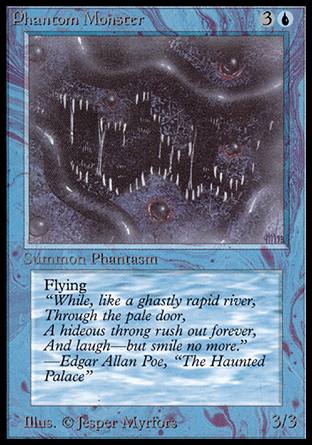 Phantom Monster 3
Summon Phantasm
Flying
"While, like a ghastly rapid river,
Through the pale door,
A hideous throng rush out forever,
And laugh—but smile no more."
—Edgar Allan Poe, "The Haunted
Palace"
Illus. © Jesper Myrfors 3/3